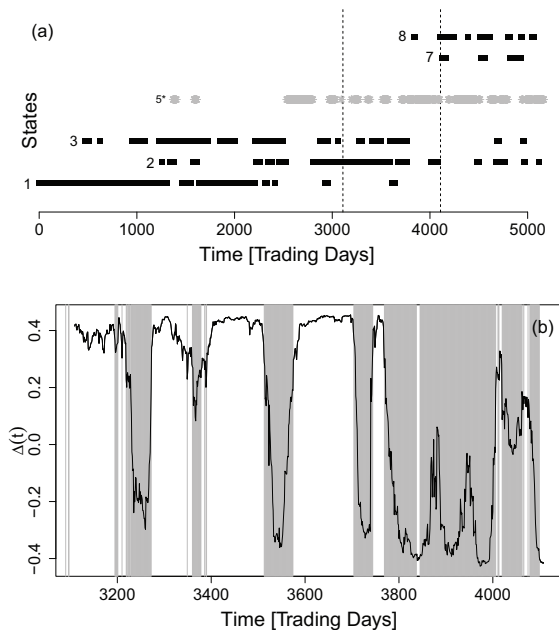 (a)
8
7
5*
3
2
1
States
0 1000 2000 3000 4000 5000
Time [Trading Days]
(b)
0.4
0.2
0.0
−0.2
−0.4
Δ(t)
3200 3400 3600 3800 4000
Time [Trading Days]